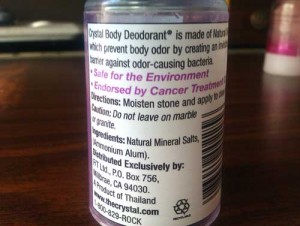 Crystal Body Deodorant® is made of Natural
which prevent body odor by creating an
barrier against odor-causing bacteria.
• Safe for the Environment
• Endorsed by Cancer Treatment
Directions: Moisten stone and apply to
Caution: Do not leave on marble
or granite.
Ingredients: Natural Mineral Salts,
(Ammonium Alum).
Distributed Exclusively by:
F/T Ltd., P.O. Box 756,
Millbrae, CA 94030.
A Product of Thailand
www.thecrystal.com
1-800-829-ROCK